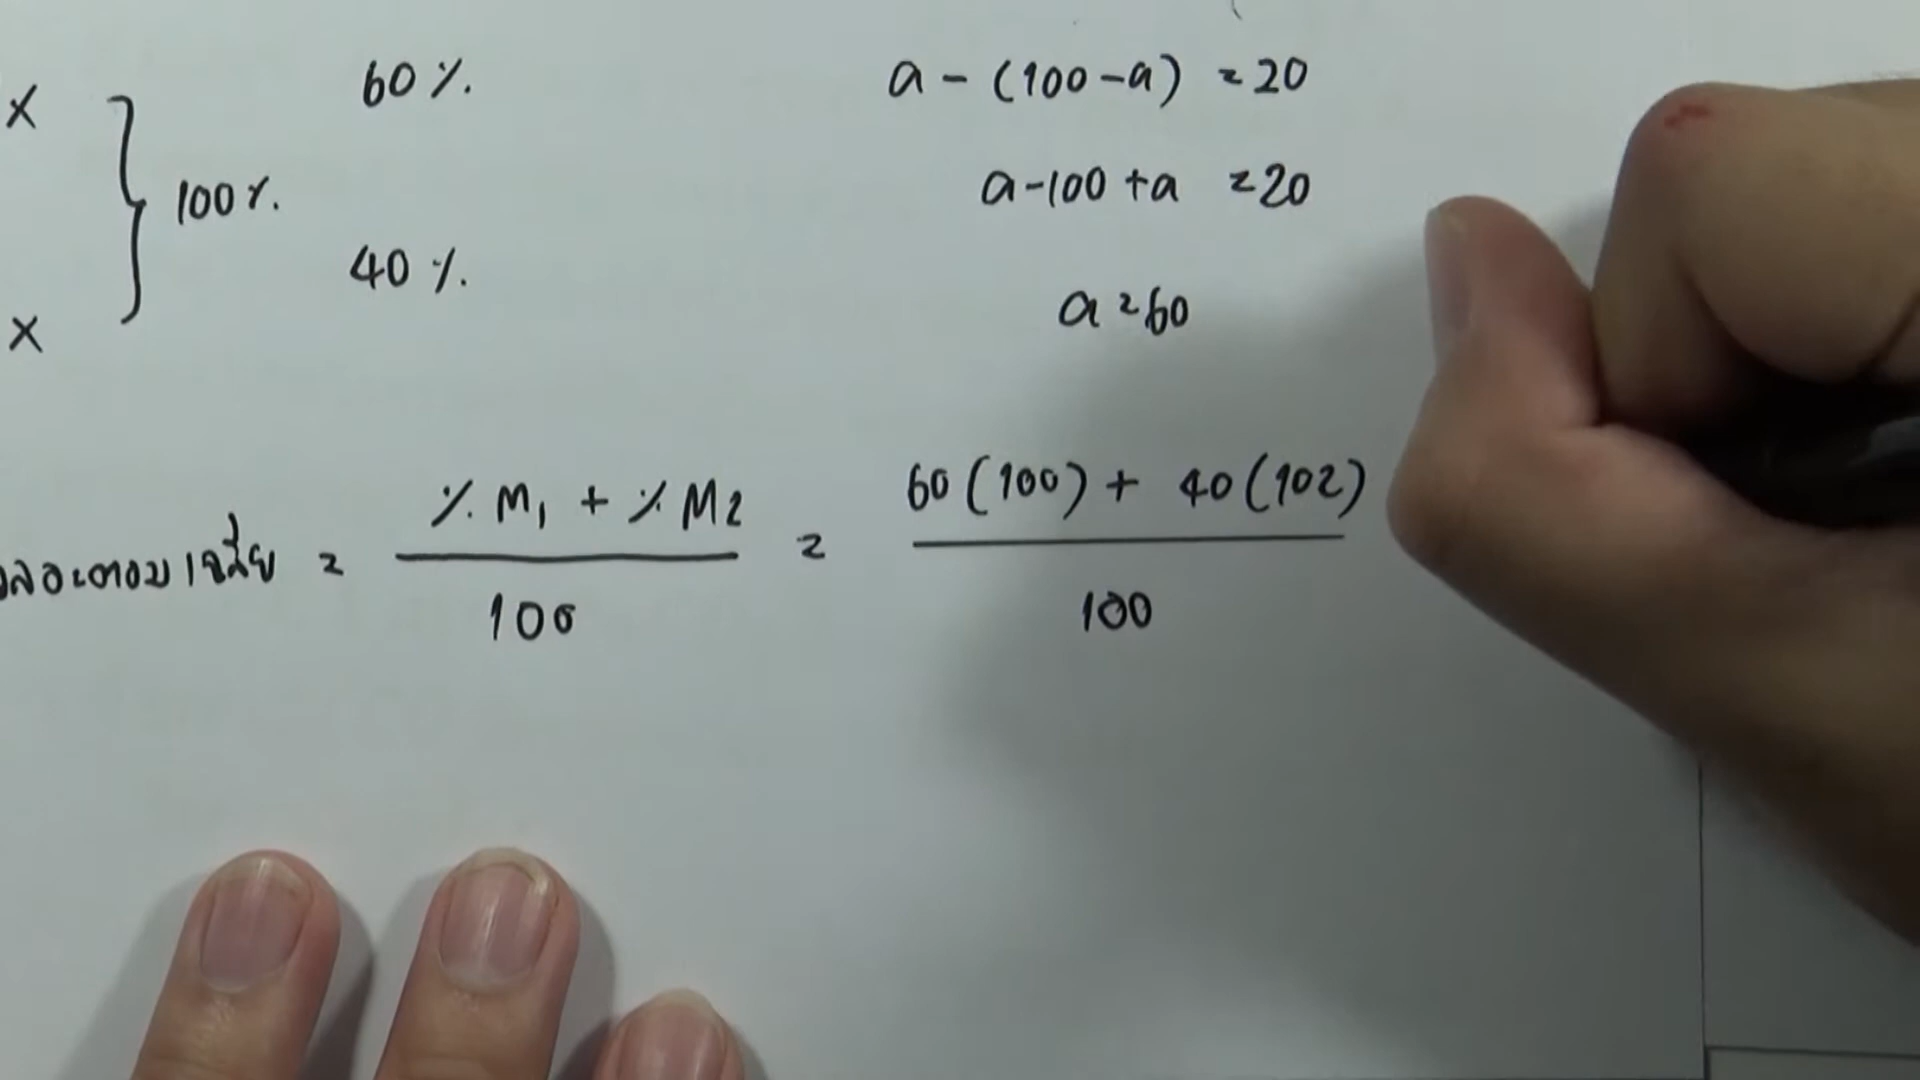 X
60 %.
100 %.
40 %.
X
a - (100 - a) = 20
a - 100 + a = 20
a = 60
มวลอะตอมเฉลี่ย = % M1 + % M2 = 60 (100) + 40 (102)
100 100